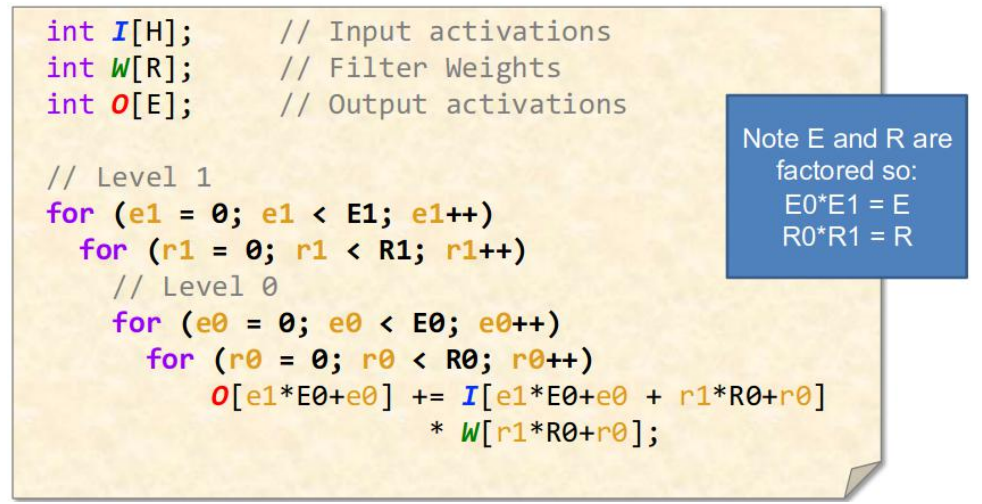 int I[H]; // Input activations
int W[R]; // Filter Weights
int O[E]; // Output activations
// Level 1
for (e1 = 0; e1 < E1; e1++)
for (r1 = 0; r1 < R1; r1++)
// Level 0
for (e0 = 0; e0 < E0; e0++)
for (r0 = 0; r0 < R0; r0++)
O[e1*E0+e0] += I[e1*E0+e0 + r1*R0+r0]
* W[r1*R0+r0];
Note E and R are
factored so:
E0*E1 = E
R0*R1 = R